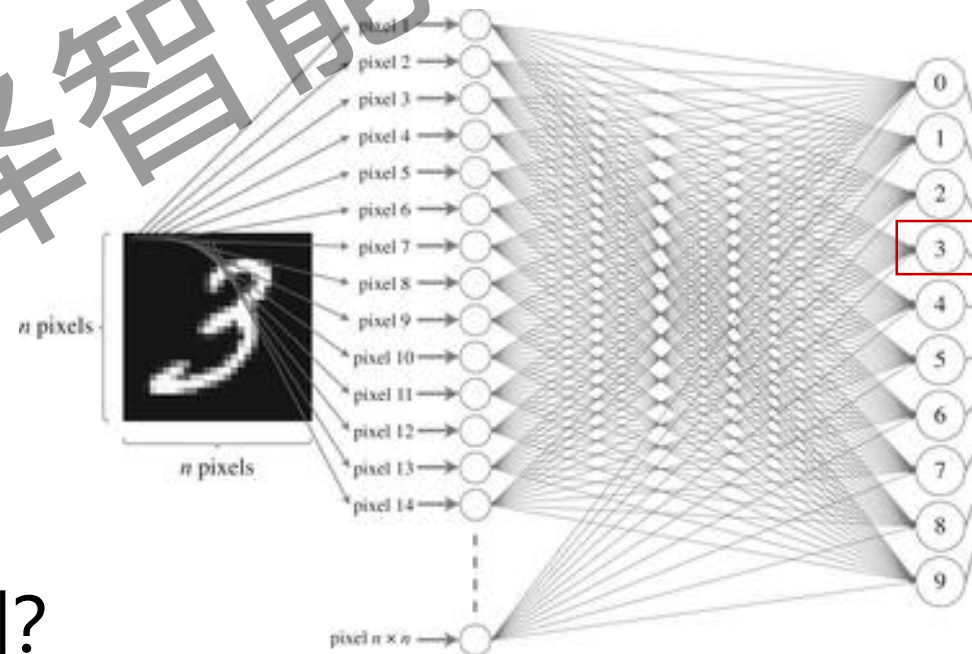 泽智能
pixel 1
pixel 2
pixel 3
pixel 4
pixel 5
pixel 6
pixel 7
pixel 8
pixel 9
pixel 10
pixel 11
pixel 12
pixel 13
pixel 14
pixel n × n
n pixels
n pixels
0
1
2
3
4
5
6
7
8
9
3
?